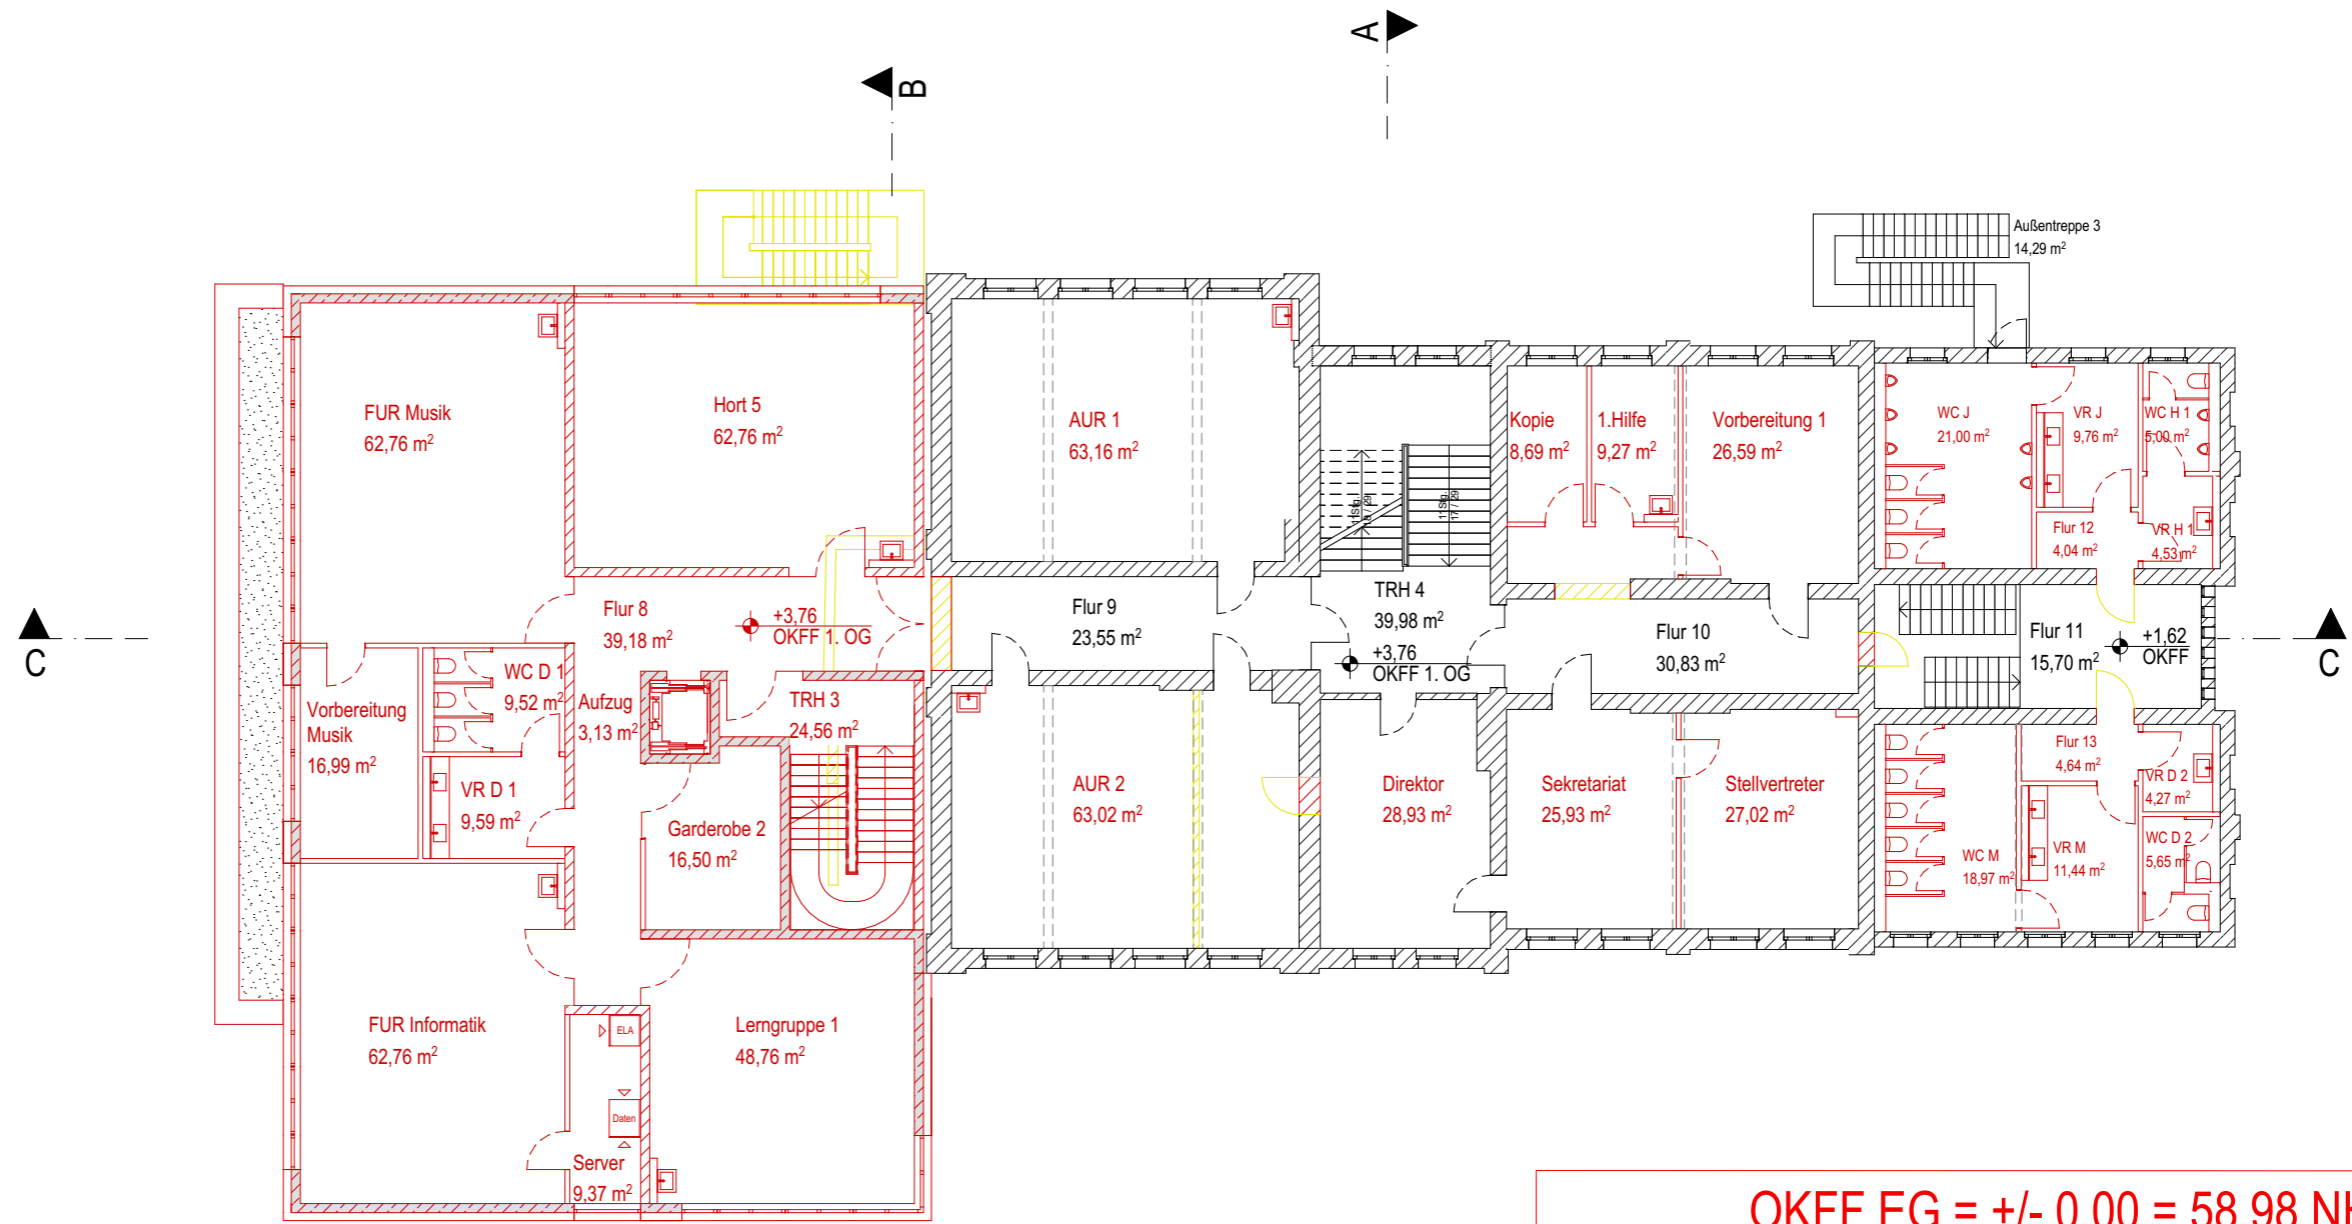 A
B
Außentreppe 3
14,29 m²
FUR Musik
62,76 m²
Hort 5
62,76 m²
AUR 1
63,16 m²
Kopie
8,69 m²
1.Hilfe
9,27 m²
Vorbereitung 1
26,59 m²
WC J
21,00 m²
VR J
9,76 m²
WC H 1
5,00 m²
Flur 12
4,04 m²
VR H 1
4,53 m²
11Stg.
17 / 29
C
Flur 8
39,18 m²
+3,76
OKFF 1. OG
Flur 9
23,55 m²
TRH 4
39,98 m²
+3,76
OKFF 1. OG
Flur 10
30,83 m²
Flur 11
15,70 m²
+1,62
OKFF
C
Vorbereitung
Musik
16,99 m²
WC D 1
9,52 m²
Aufzug
3,13 m²
TRH 3
24,56 m²
VR D 1
9,59 m²
Garderobe 2
16,50 m²
AUR 2
63,02 m²
Direktor
28,93 m²
Sekretariat
25,93 m²
Stellvertreter
27,02 m²
Flur 13
4,64 m²
VR D 2
4,27 m²
WC M
18,97 m²
VR M
11,44 m²
WC D 2
5,65 m²
FUR Informatik
62,76 m²
ELA
Daten
Server
9,37 m²
Lerngruppe 1
48,76 m²
OKFF EG = +/- 0,00 = 58,98